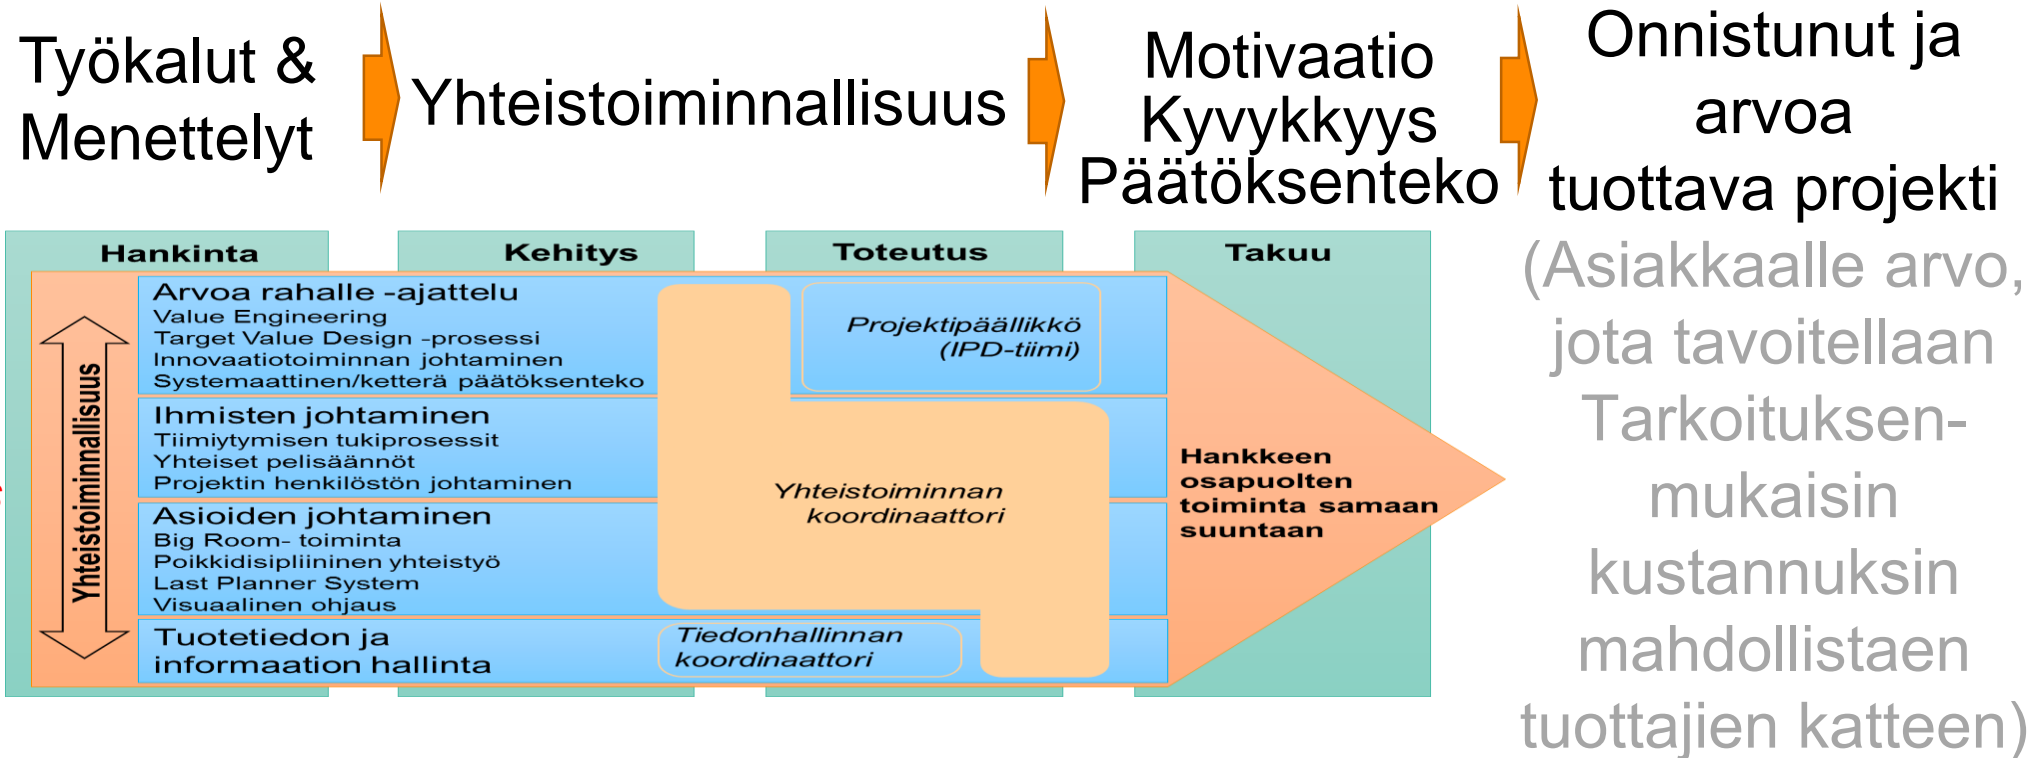 Työkalut &
Menettelyt
Yhteistoiminnallisuus
Motivaatio
Kyvykkyys
Päätöksenteko
Onnistunut ja
arvoa
tuottava projekti
(Asiakkaalle arvo,
jota tavoitellaan
Tarkoituksen-
mukaisin
kustannuksin
mahdollistaen
tuottajien katteen)
Hankinta
Kehitys
Toteutus
Takuu
Yhteistoiminnallisuus
Arvoa rahalle -ajattelu
Value Engineering
Target Value Design -prosessi
Innovaatiotoiminnan johtaminen
Systemaattinen/ketterä päätöksenteko
Projektipäällikkö
(IPD-tiimi)
Ihmisten johtaminen
Tiimiytymisen tukiprosessit
Yhteiset pelisäännöt
Projektin henkilöstön johtaminen
Yhteistoiminnan
koordinaattori
Asioiden johtaminen
Big Room- toiminta
Poikkidisipliininen yhteistyö
Last Planner System
Visuaalinen ohjaus
Tuotetiedon ja
informaation hallinta
Tiedonhallinnan
koordinaattori
Hankkeen
osapuolten
toiminta samaan
suuntaan